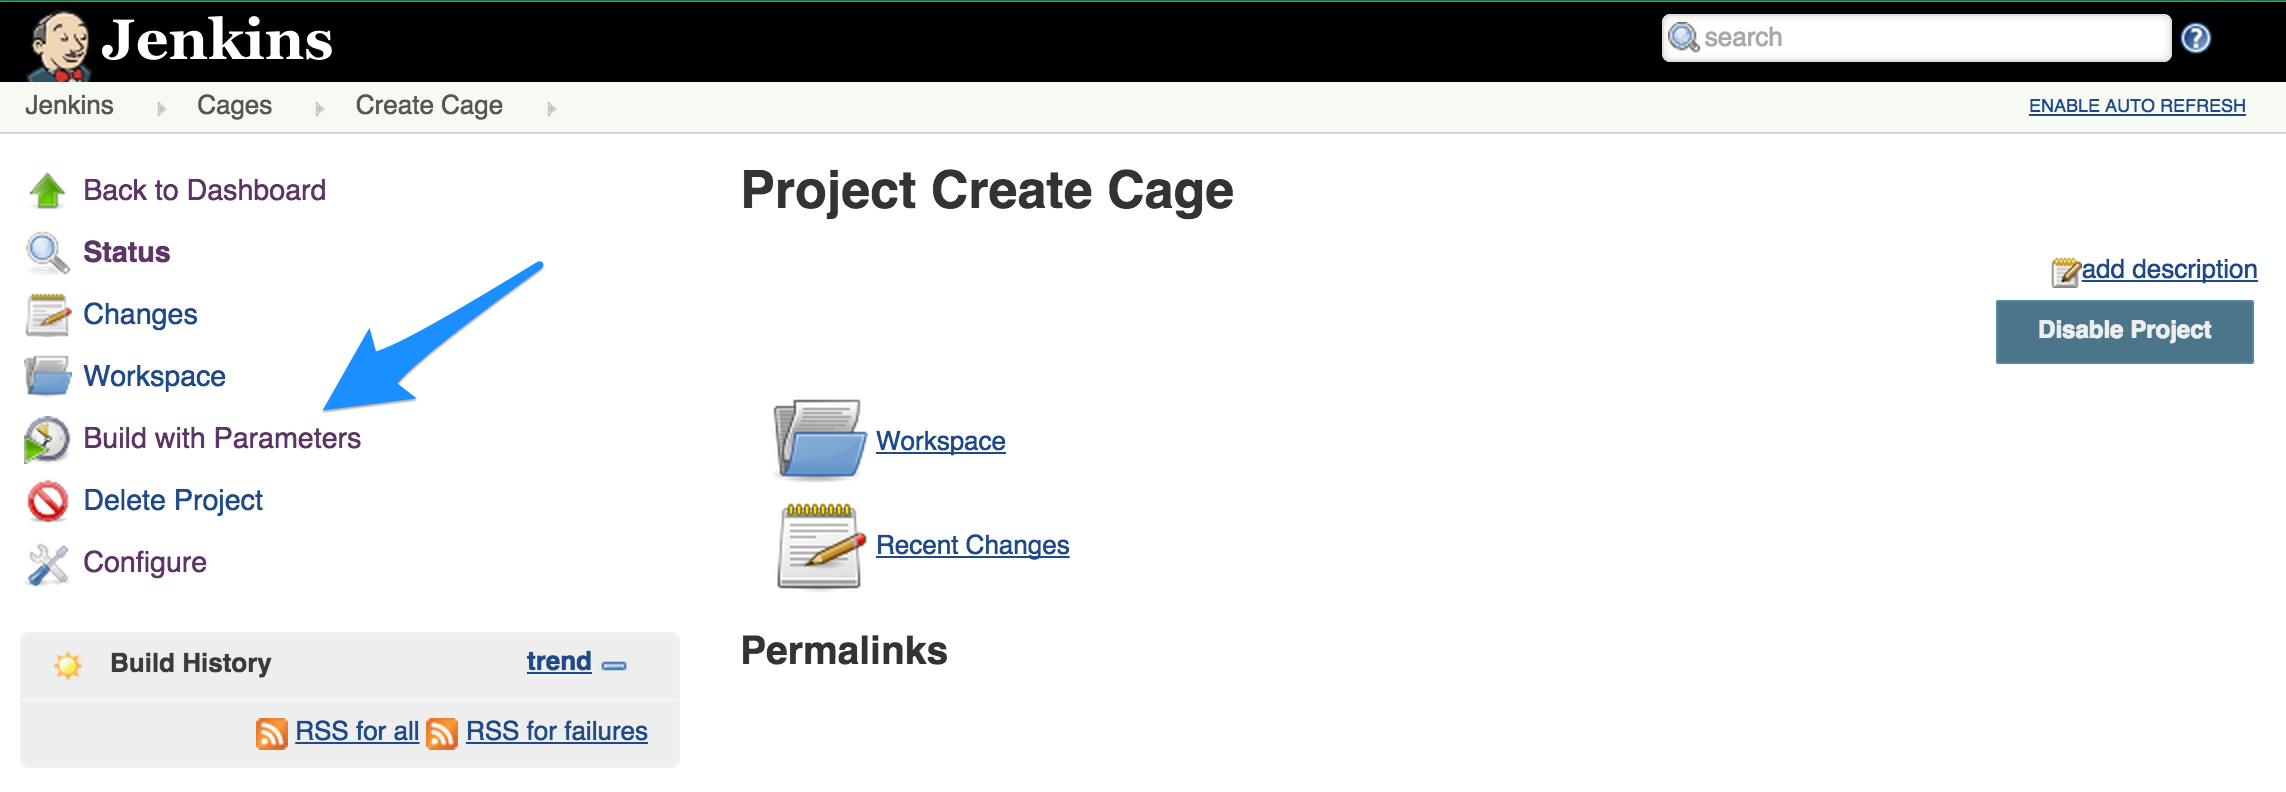 Jenkins
search
?
Jenkins Cages Create Cage ENABLE AUTO REFRESH
Back to Dashboard
Status
Changes
Workspace
Build with Parameters
Delete Project
Configure
Build History trend
RSS for all RSS for failures
Project Create Cage
add description
Disable Project
Workspace
Recent Changes
Permalinks